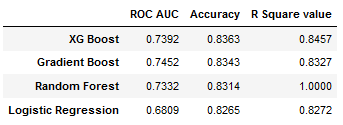 ROC AUC Accuracy R Square value
XG Boost 0.7392 0.8363 0.8457
Gradient Boost 0.7452 0.8343 0.8327
Random Forest 0.7332 0.8314 1.0000
Logistic Regression 0.6809 0.8265 0.8272